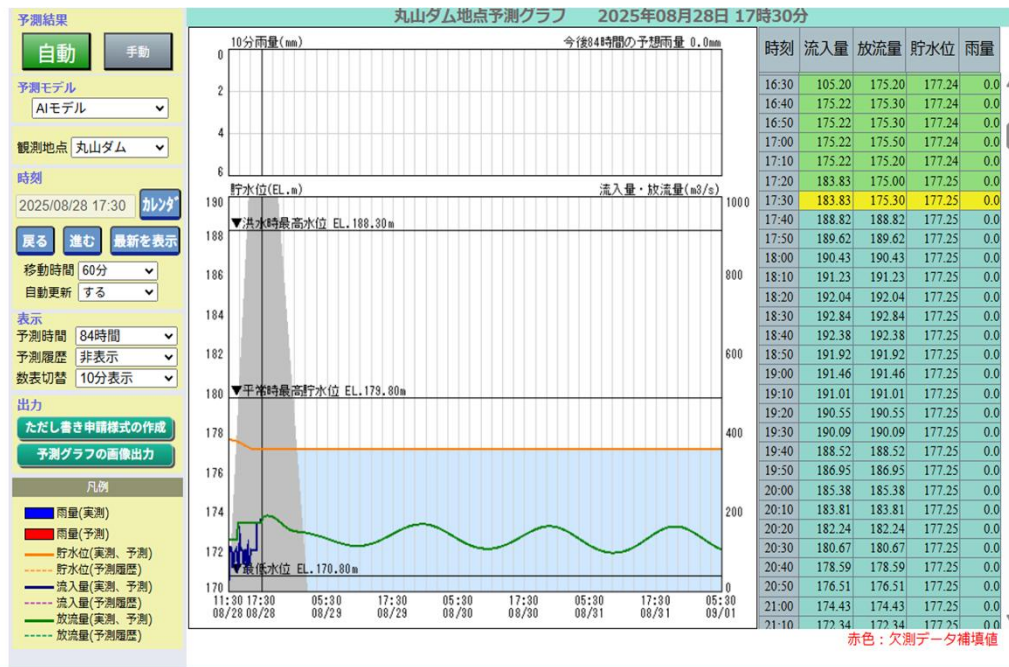 丸山ダム地点予測グラフ 2025年08月28日 17時30分
予測結果
自動 手動
予測モデル
AIモデル
観測地点 丸山ダム
時刻
2025/08/28 17:30 カレンダ
戻る 進む 最新を表示
移動時間 60分
自動更新 する
表示
予測時間 84時間
予測履歴 非表示
数表切替 10分表示
出力
ただし書き申請様式の作成
予測グラフの画像出力
凡例
雨量(実測)
雨量(予測)
貯水位(実測、予測)
貯水位(予測履歴)
流入量(実測、予測)
流入量(予測履歴)
放流量(実測、予測)
放流量(予測履歴)
10分雨量(mm) 今後84時間の予想雨量 0.0mm
0
2
4
6
貯水位(EL.m) 流入量・放流量(m3/s)
190 1000
▼洪水時最高水位 EL.188.30m
188
186 800
184
182 600
180 ▼平常時最高貯水位 EL.179.80m
178 400
176
174 200
172
▼最低水位 EL.170.80m
170 0
11:30 17:30 05:30 17:30 05:30 17:30 05:30 17:30 05:30
08/28 08/28 08/29 08/29 08/30 08/30 08/31 08/31 09/01
時刻 流入量 放流量 貯水位 雨量
16:30 105.20 175.20 177.24 0.0
16:40 175.22 175.30 177.24 0.0
16:50 175.22 175.30 177.24 0.0
17:00 175.22 175.50 177.24 0.0
17:10 175.22 175.20 177.24 0.0
17:20 183.83 175.00 177.25 0.0
17:30 183.83 175.30 177.25 0.0
17:40 188.82 188.82 177.25 0.0
17:50 189.62 189.62 177.25 0.0
18:00 190.43 190.43 177.25 0.0
18:10 191.23 191.23 177.25 0.0
18:20 192.04 192.04 177.25 0.0
18:30 192.84 192.84 177.25 0.0
18:40 192.38 192.38 177.25 0.0
18:50 191.92 191.92 177.25 0.0
19:00 191.46 191.46 177.25 0.0
19:10 191.01 191.01 177.25 0.0
19:20 190.55 190.55 177.25 0.0
19:30 190.09 190.09 177.25 0.0
19:40 188.52 188.52 177.25 0.0
19:50 186.95 186.95 177.25 0.0
20:00 185.38 185.38 177.25 0.0
20:10 183.81 183.81 177.25 0.0
20:20 182.24 182.24 177.25 0.0
20:30 180.67 180.67 177.25 0.0
20:40 178.59 178.59 177.25 0.0
20:50 176.51 176.51 177.25 0.0
21:00 174.43 174.43 177.25 0.0
21:10 172.34 172.34 177.25 0.0
赤色：欠測データ補填値